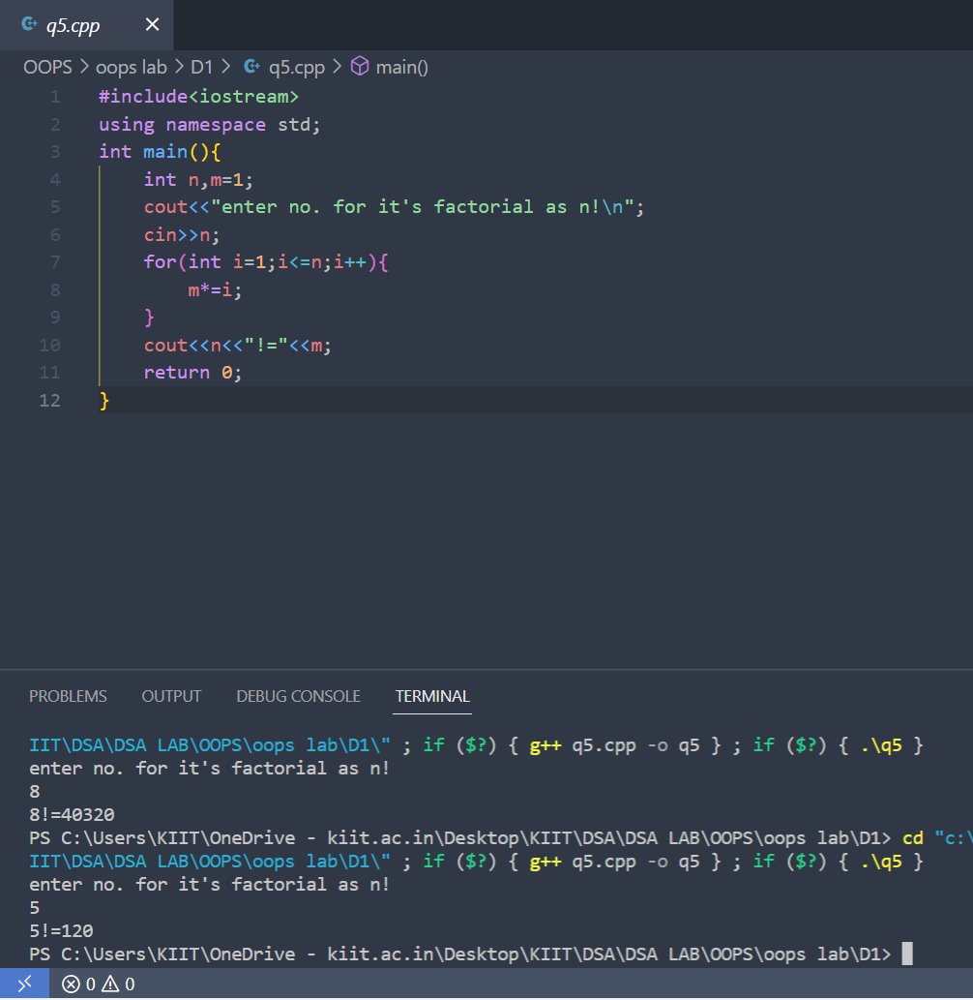 q5.cpp
OOPS > oops lab > D1 > q5.cpp > main()
1 #include<iostream>
2 using namespace std;
3 int main(){
4     int n,m=1;
5     cout<<"enter no. for it's factorial as n!\n";
6     cin>>n;
7     for(int i=1;i<=n;i++){
8         m*=i;
9     }
10     cout<<n<<"!="<<m;
11     return 0;
12 }
PROBLEMS OUTPUT DEBUG CONSOLE TERMINAL
IIT\DSA\DSA LAB\OOPS\oops lab\D1\" ; if ($?) { g++ q5.cpp -o q5 } ; if ($?) { .\q5 }
enter no. for it's factorial as n!
8
8!=40320
PS C:\Users\KIIT\OneDrive - kiit.ac.in\Desktop\KIIT\DSA\DSA LAB\OOPS\oops lab\D1> cd "c:\
IIT\DSA\DSA LAB\OOPS\oops lab\D1\" ; if ($?) { g++ q5.cpp -o q5 } ; if ($?) { .\q5 }
enter no. for it's factorial as n!
5
5!=120
PS C:\Users\KIIT\OneDrive - kiit.ac.in\Desktop\KIIT\DSA\DSA LAB\OOPS\oops lab\D1>
0 0